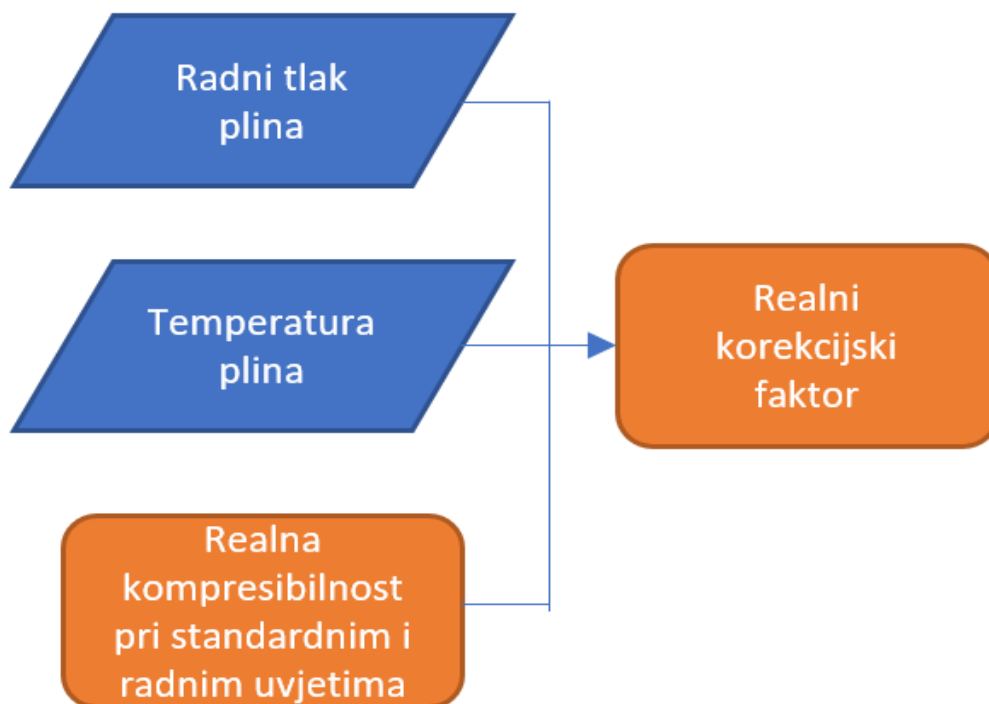 Radni tlak
plina
Temperatura
plina
Realna
kompresibilnost
pri standardnim i
radnim uvjetima
Realni
korekcijski
faktor